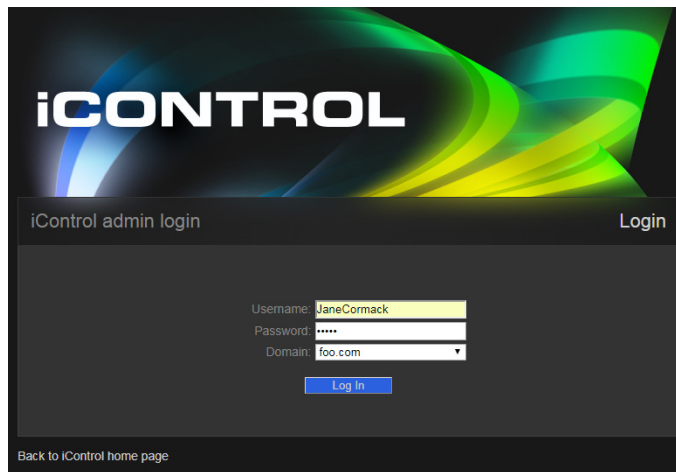 iCONTROL
iControl admin login
Login
Username: JaneCormack
Password: •••••
Domain: foo.com
Log In
Back to iControl home page